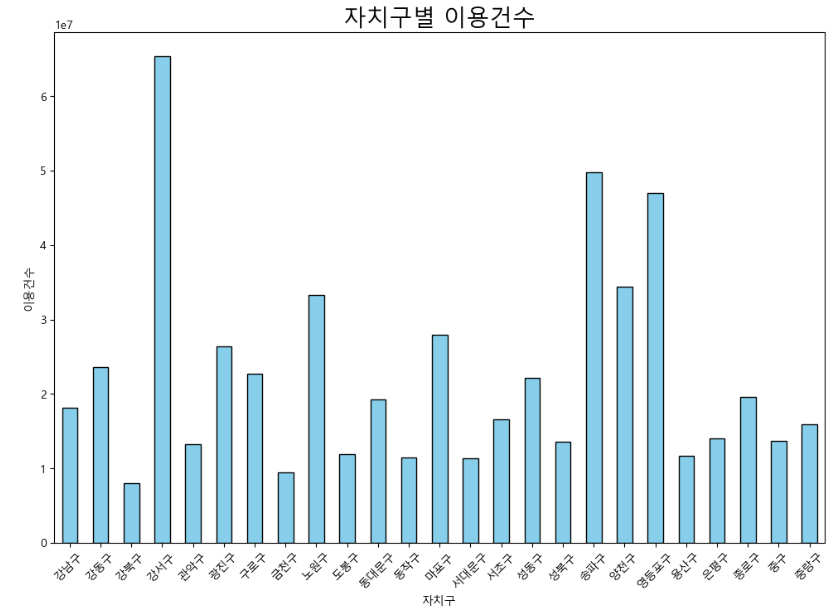 자치구별 이용건수
1e7
6
5
4
3
2
1
0
이용건수
강남구 강동구 강북구 강서구 관악구 광진구 구로구 금천구 노원구 도봉구 동대문구 동작구 마포구 서대문구 서초구 성동구 성북구 송파구 양천구 영등포구 용산구 은평구 종로구 중구 중랑구
자치구